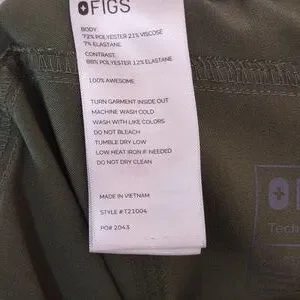 FIGS
BODY
72% POLYESTER 21% VISCOSE
7% ELASTANE
CONTRAST:
88% POLYESTER 12% ELASTANE
100% AWESOME
TURN GARMENT INSIDE OUT
MACHINE WASH COLD
WASH WITH LIKE COLORS
DO NOT BLEACH
TUMBLE DRY LOW
LOW HEAT IRON IF NEEDED
DO NOT DRY CLEAN
MADE IN VIETNAM
STYLE # T21004
PO# 2043